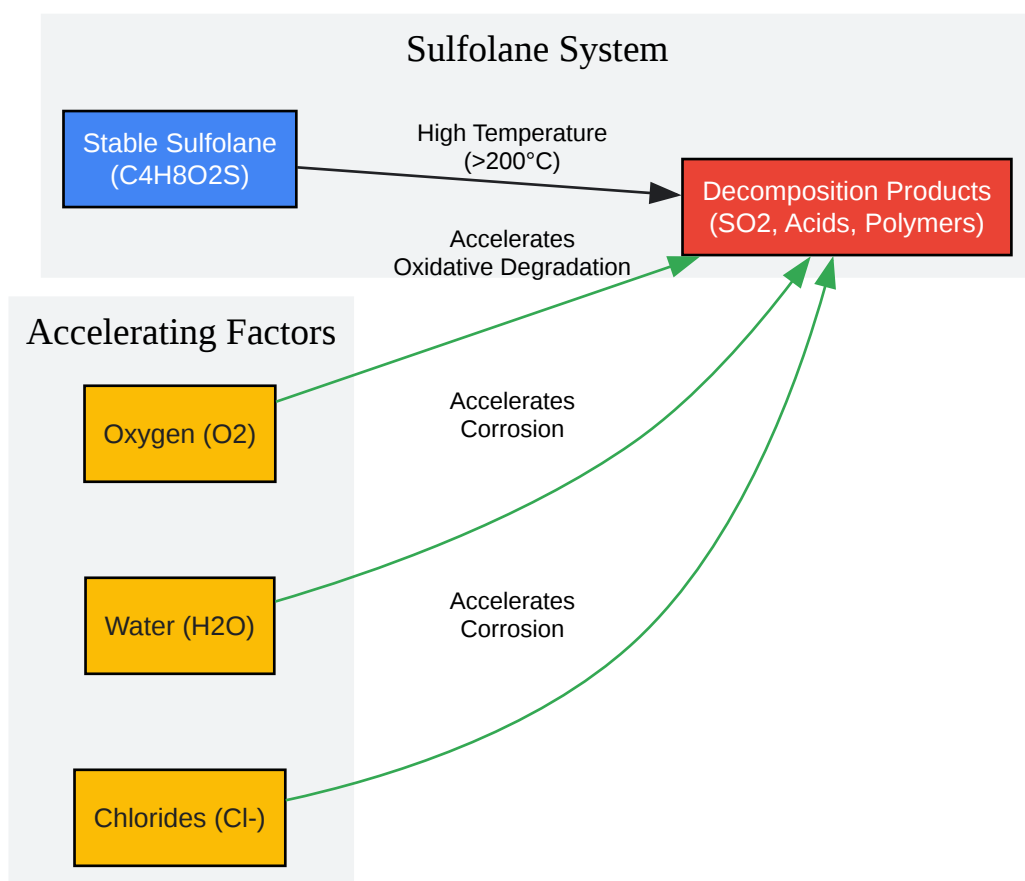 Sulfolane System
Stable Sulfolane
(C4H8O2S)
High Temperature
(>200°C)
Decomposition Products
(SO2, Acids, Polymers)
Accelerates
Oxidative Degradation
Accelerating Factors
Oxygen (O2)
Accelerates
Corrosion
Water (H2O)
Accelerates
Corrosion
Chlorides (Cl-)